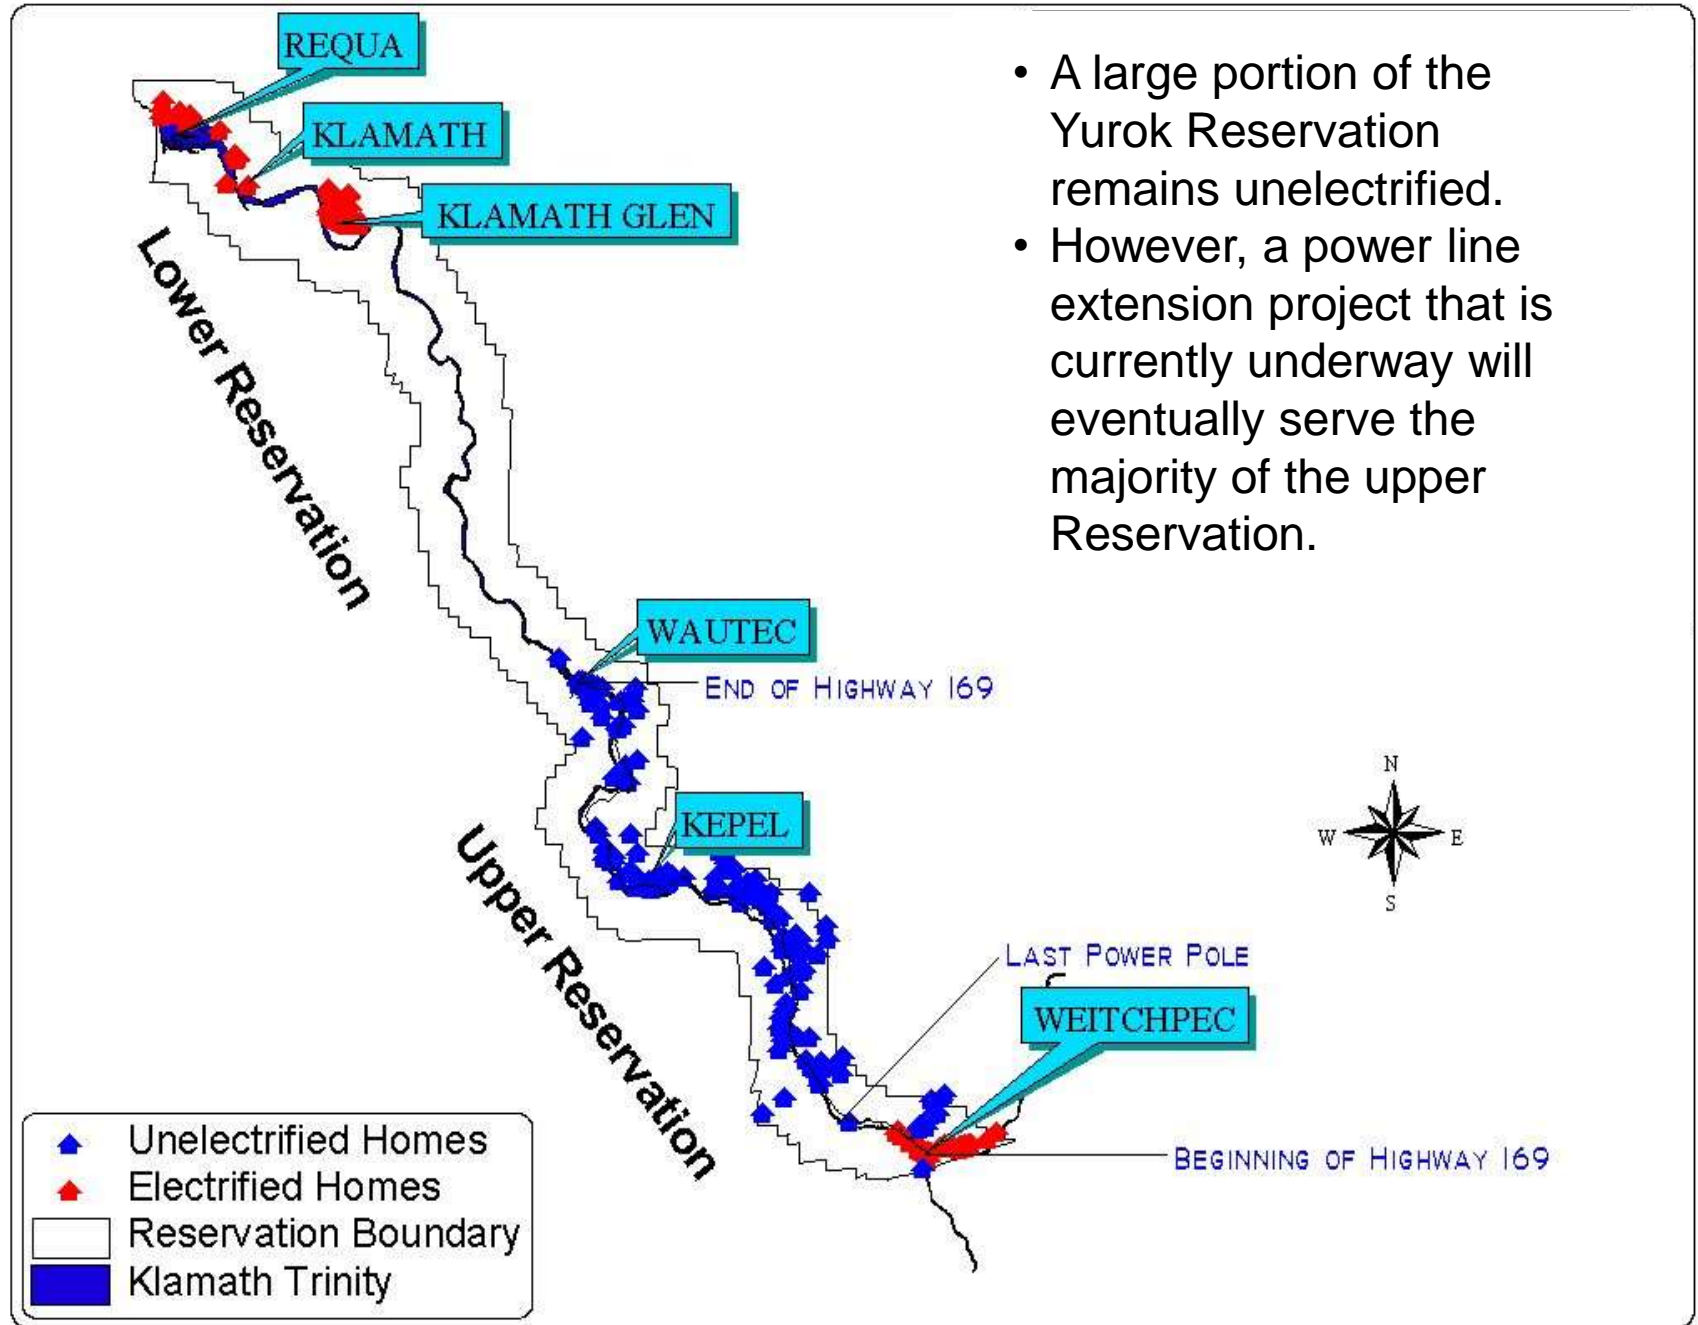 REQUA
KLAMATH
KLAMATH GLEN
• A large portion of the
Yurok Reservation
remains unelectrified.
• However, a power line
extension project that is
currently underway will
eventually serve the
majority of the upper
Reservation.
Lower Reservation
WAUTEC
END OF HIGHWAY 169
KEPEL
Upper Reservation
N
W
E
S
LAST POWER POLE
WEITCHPEC
BEGINNING OF HIGHWAY 169
Unelectrified Homes
Electrified Homes
Reservation Boundary
Klamath Trinity